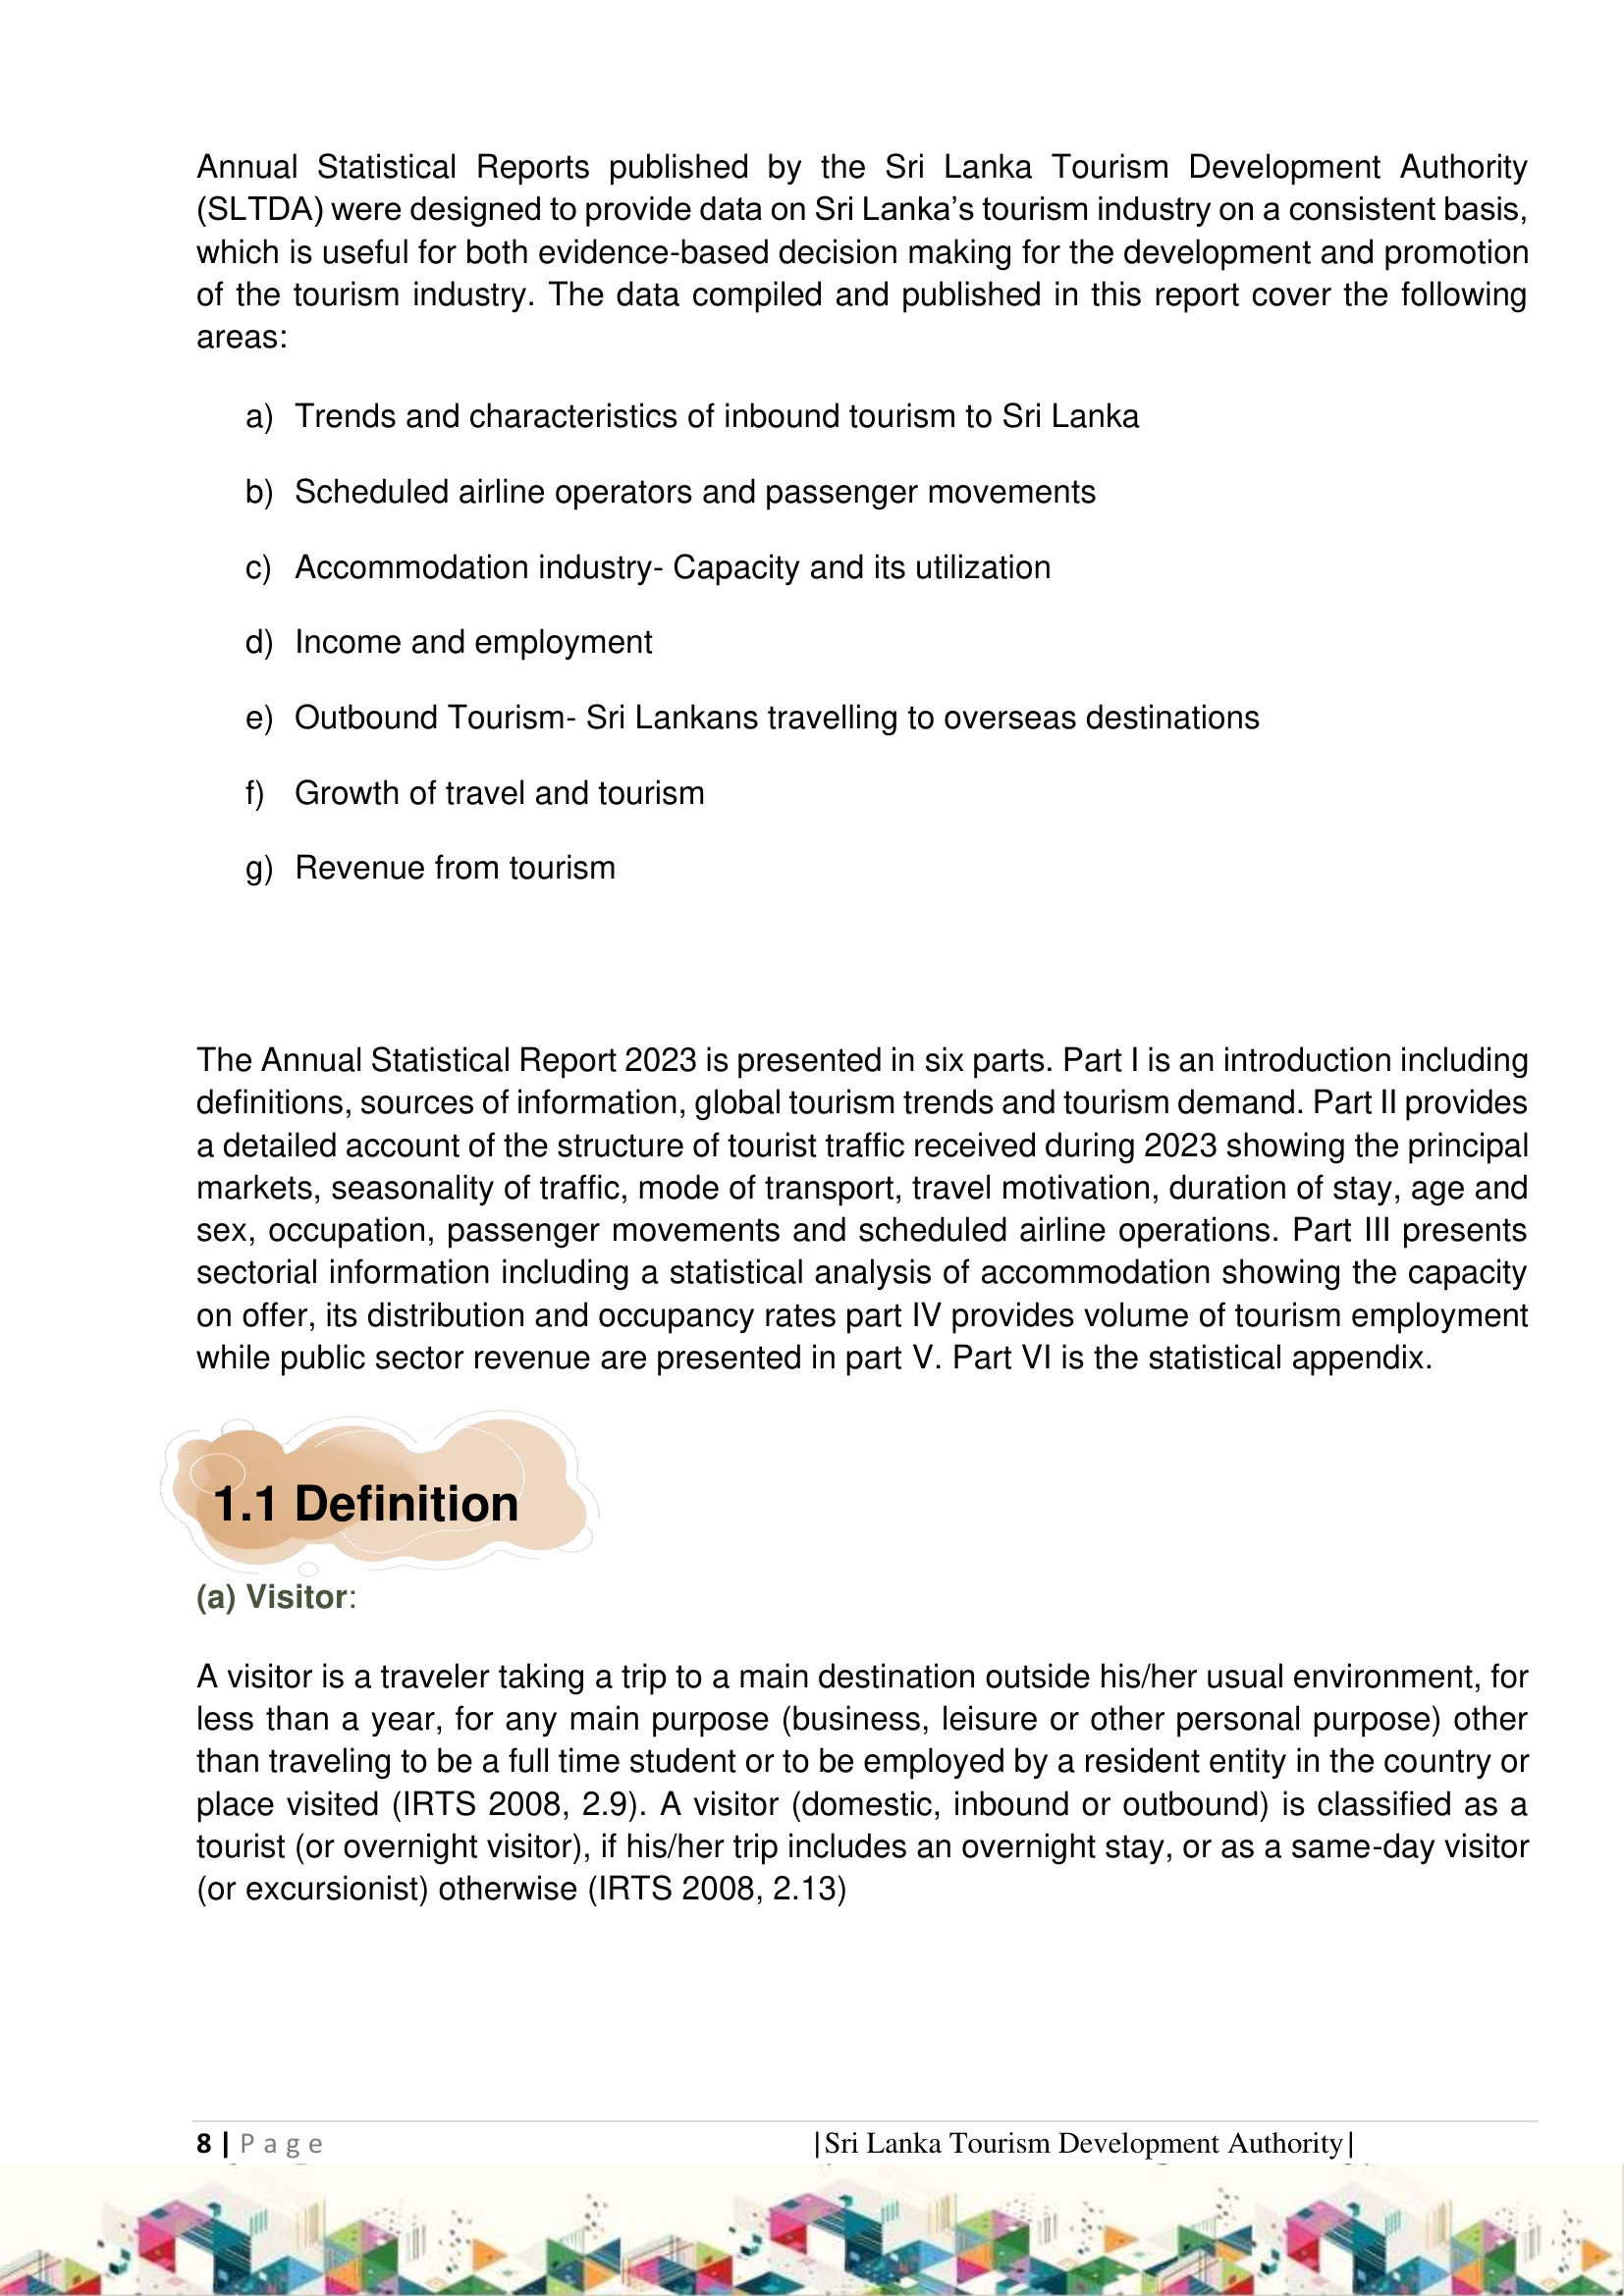 Annual Statistical Reports published by the Sri Lanka Tourism Development Authority
(SLTDA) were designed to provide data on Sri Lanka’s tourism industry on a consistent basis,
which is useful for both evidence-based decision making for the development and promotion
of the tourism industry. The data compiled and published in this report cover the following
areas:
a) Trends and characteristics of inbound tourism to Sri Lanka
b) Scheduled airline operators and passenger movements
c) Accommodation industry- Capacity and its utilization
d) Income and employment
e) Outbound Tourism- Sri Lankans travelling to overseas destinations
f) Growth of travel and tourism
g) Revenue from tourism
The Annual Statistical Report 2023 is presented in six parts. Part I is an introduction including
definitions, sources of information, global tourism trends and tourism demand. Part II provides
a detailed account of the structure of tourist traffic received during 2023 showing the principal
markets, seasonality of traffic, mode of transport, travel motivation, duration of stay, age and
sex, occupation, passenger movements and scheduled airline operations. Part III presents
sectorial information including a statistical analysis of accommodation showing the capacity
on offer, its distribution and occupancy rates part IV provides volume of tourism employment
while public sector revenue are presented in part V. Part VI is the statistical appendix.
1.1 Definition
(a) Visitor:
A visitor is a traveler taking a trip to a main destination outside his/her usual environment, for
less than a year, for any main purpose (business, leisure or other personal purpose) other
than traveling to be a full time student or to be employed by a resident entity in the country or
place visited (IRTS 2008, 2.9). A visitor (domestic, inbound or outbound) is classified as a
tourist (or overnight visitor), if his/her trip includes an overnight stay, or as a same-day visitor
(or excursionist) otherwise (IRTS 2008, 2.13)
8 | Page |Sri Lanka Tourism Development Authority|